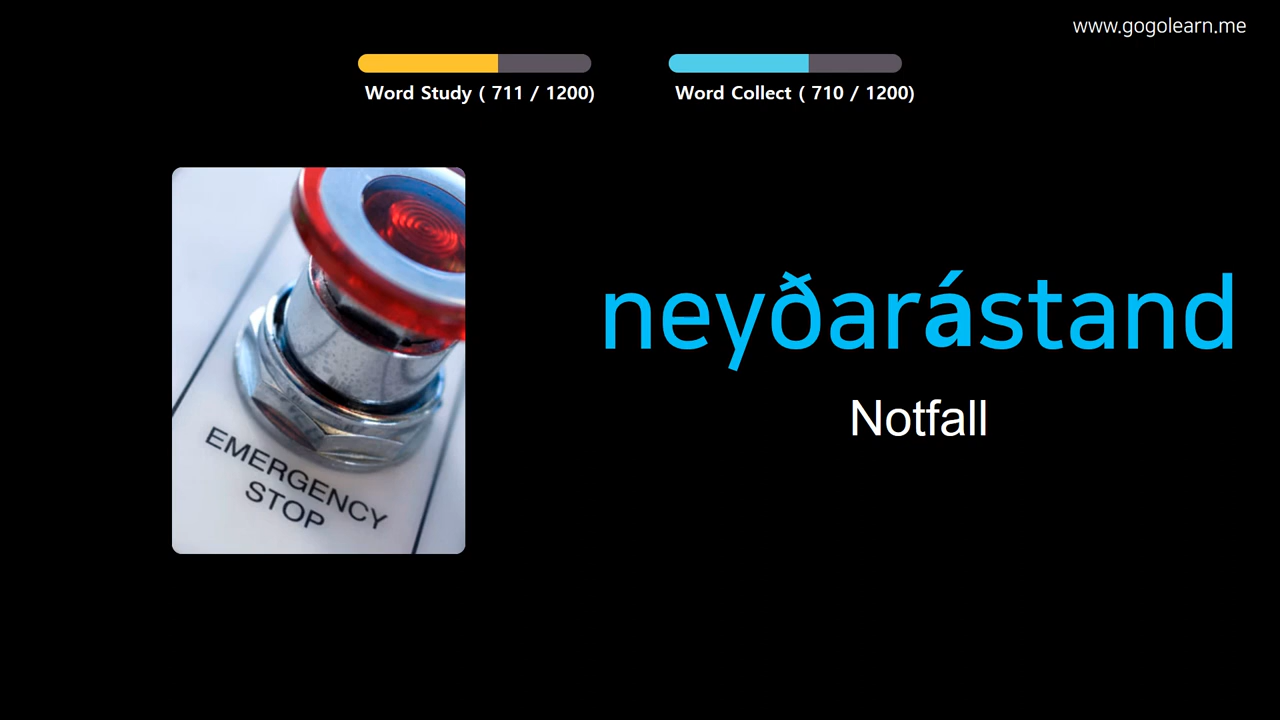 www.gogolearn.me
Word Study ( 711 / 1200)
Word Collect ( 710 / 1200)
neyðarástand
Notfall
EMERGENCY
STOP